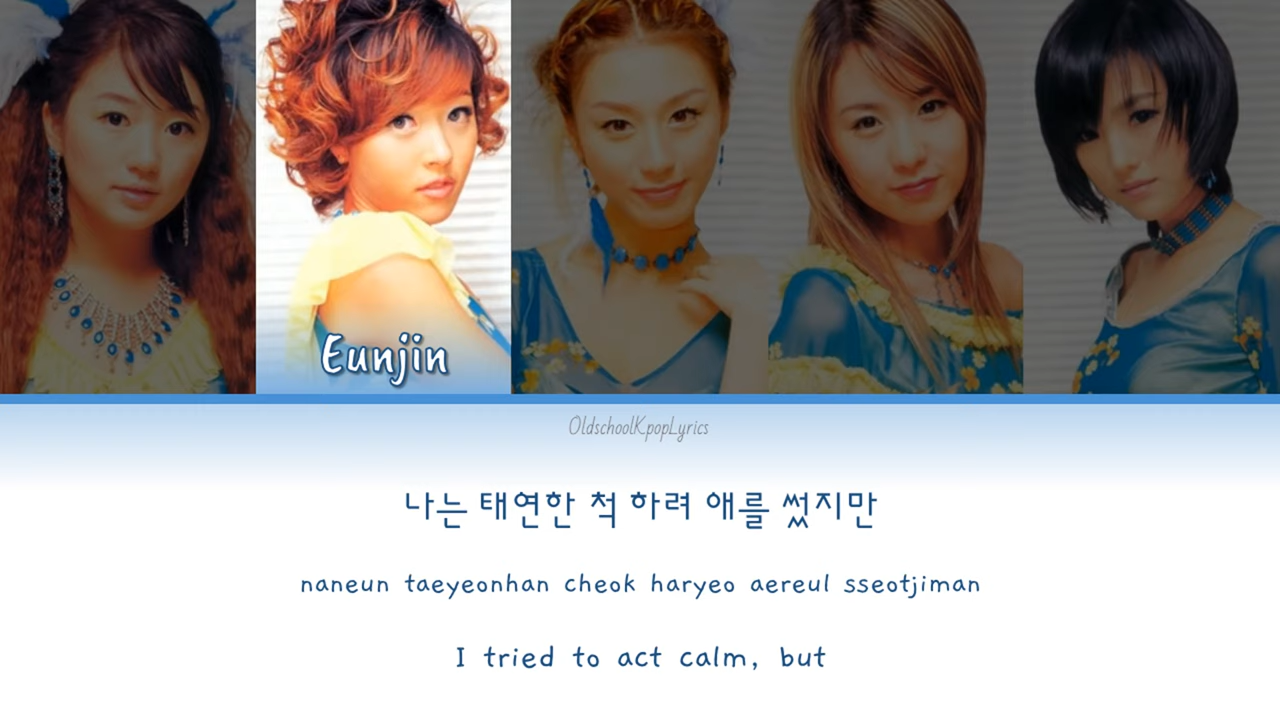 Eunjin
OldschoolKpopLyrics
나는 태연한 척 하려 애를 썼지만
naneun taeyeonhan cheok haryeo aereul sseotjiman
I tried to act calm, but